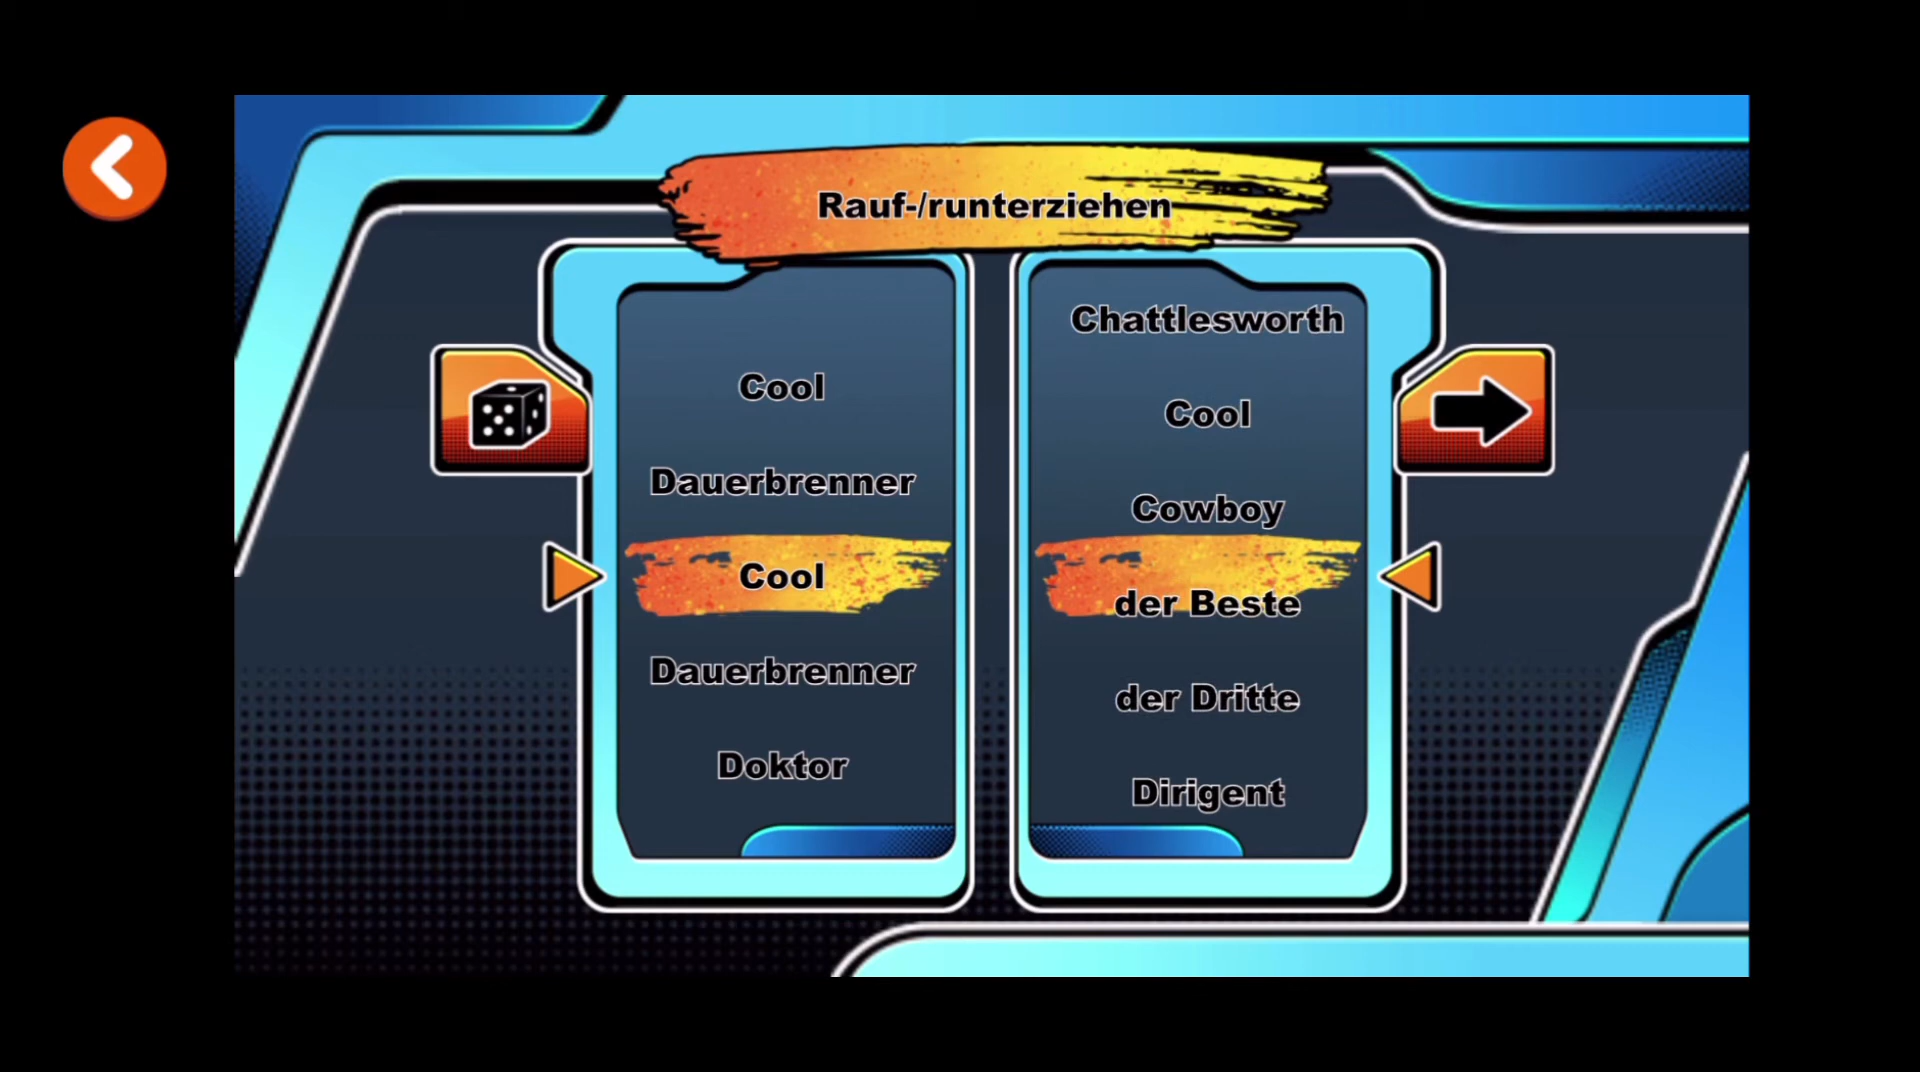 Rauf-/runterziehen
Cool
Dauerbrenner
Cool
Dauerbrenner
Doktor
Chattlesworth
Cool
Cowboy
der Beste
der Dritte
Dirigent